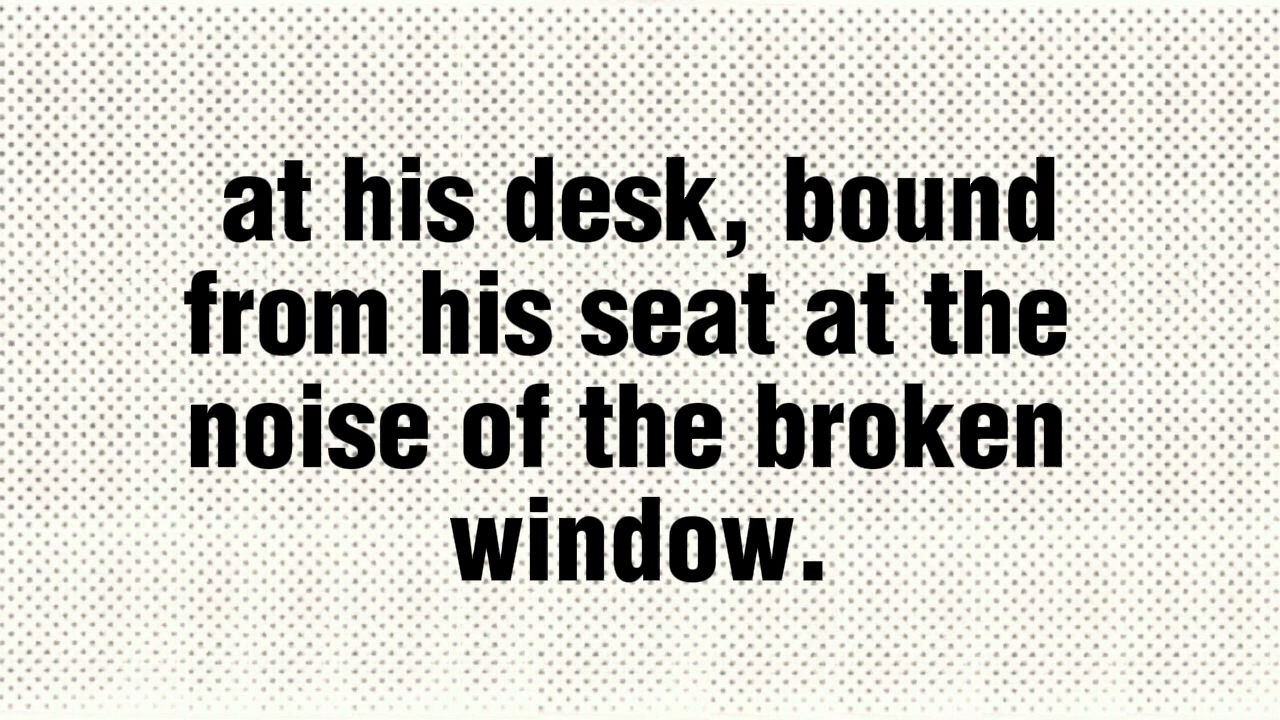 at his desk, bound
from his seat at the
noise of the broken
window.